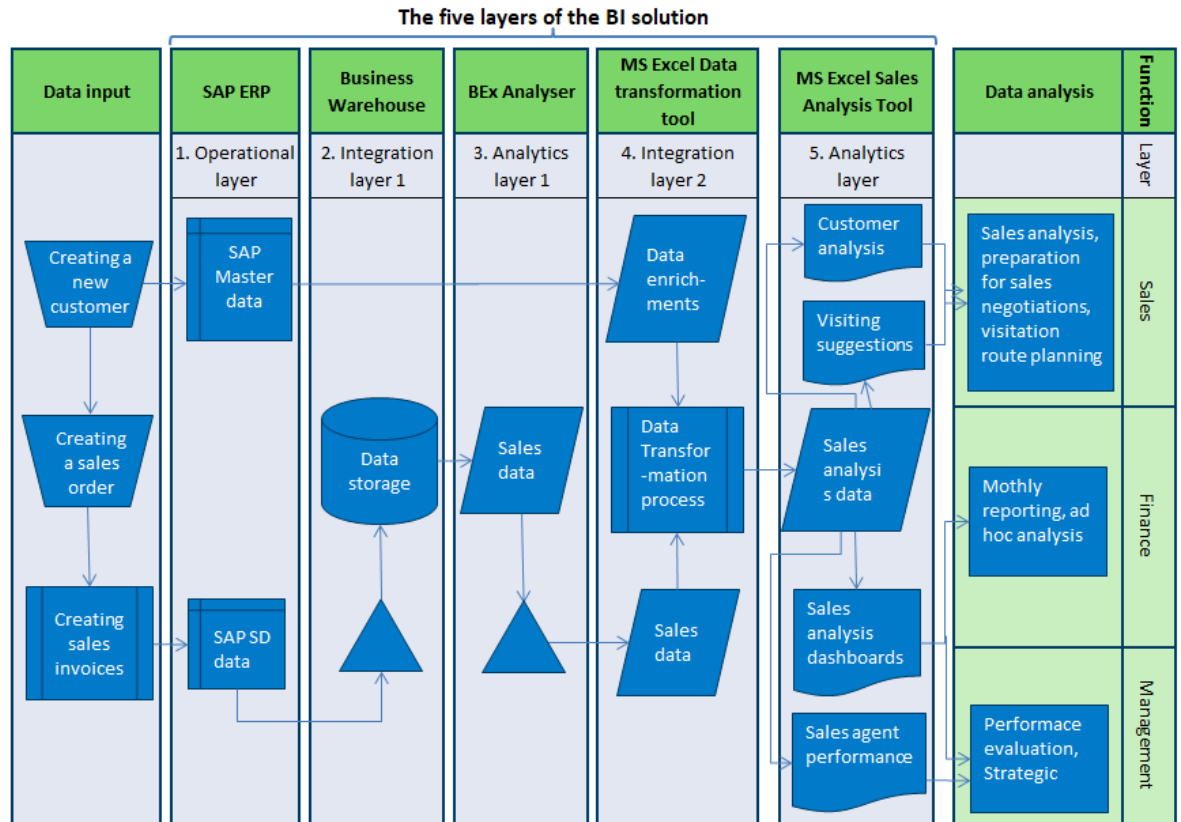 The five layers of the BI solution
Data input
SAP ERP
Business
Warehouse
BEx Analyser
MS Excel Data
transformation
tool
MS Excel Sales
Analysis Tool
Data analysis
Function
1. Operational
layer
2. Integration
layer 1
3. Analytics
layer 1
4. Integration
layer 2
5. Analytics
layer
Layer
Creating a
new
customer
SAP
Master
data
Data
enrich-
ments
Customer
analysis
Visiting
suggestions
Sales analysis,
preparation
for sales
negotiations,
visitation
route planning
Sales
Creating
a sales
order
Data
storage
Sales
data
Data
Transfor
-mation
process
Sales
analysi
s data
Mothly
reporting, ad
hoc analysis
Finance
Creating
sales
invoices
SAP SD
data
Sales
data
Sales
analysis
dashboards
Sales agent
performance
Performace
evaluation,
Strategic
Management